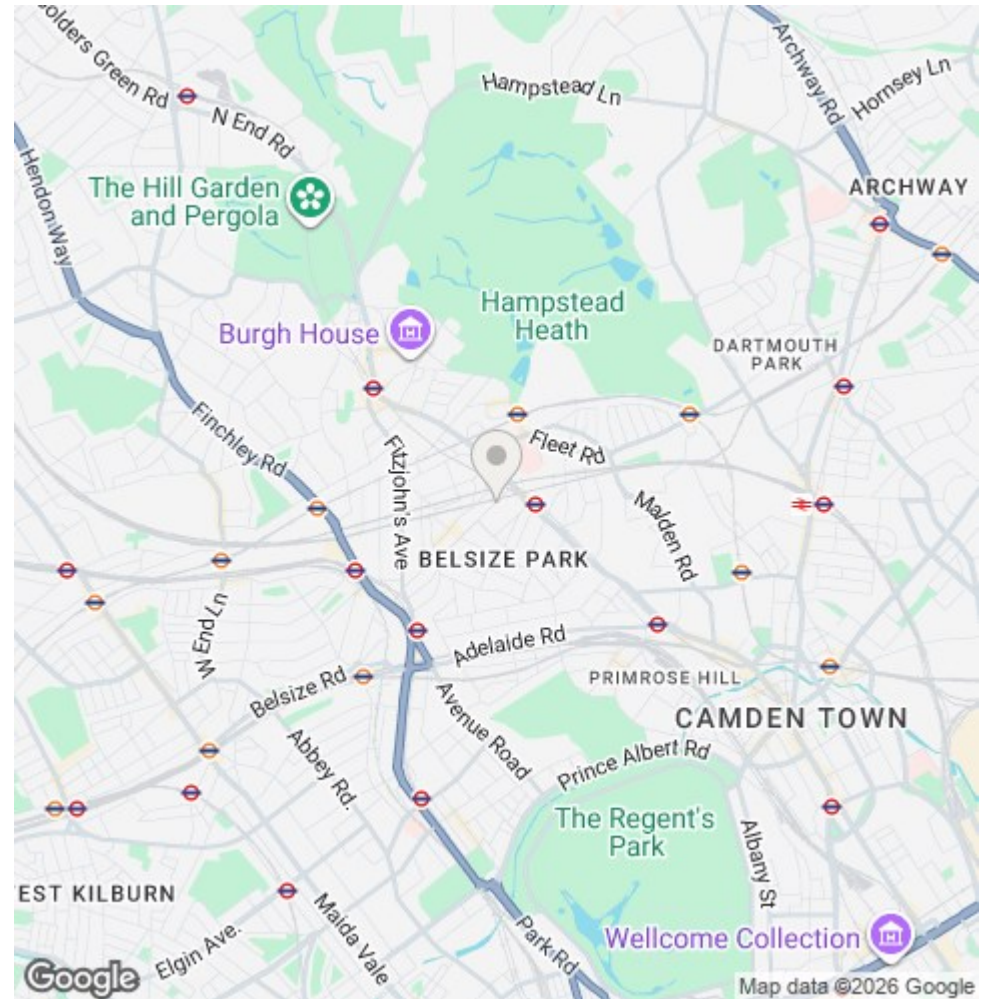 olders Green Rd
N End Rd
Hampstead Ln
Archway Rd
Hornsey Ln
Hendon Way
The Hill Garden
and Pergola
ARCHWAY
Hampstead
Heath
Burgh House
DARTMOUTH
PARK
Finchley Rd
Fitzjohn's Ave
Fleet Rd
Malden Rd
BELSIZE PARK
W End Ln
Adelaide Rd
Belsize Rd
PRIMROSE HILL
Avenue Road
CAMDEN TOWN
Abbey Rd.
Prince Albert Rd
The Regent's
Park
Albany St
EST KILBURN
Maida Vale
Elgin Ave.
Park Rd
Wellcome Collection
Google
Map data ©2026 Google